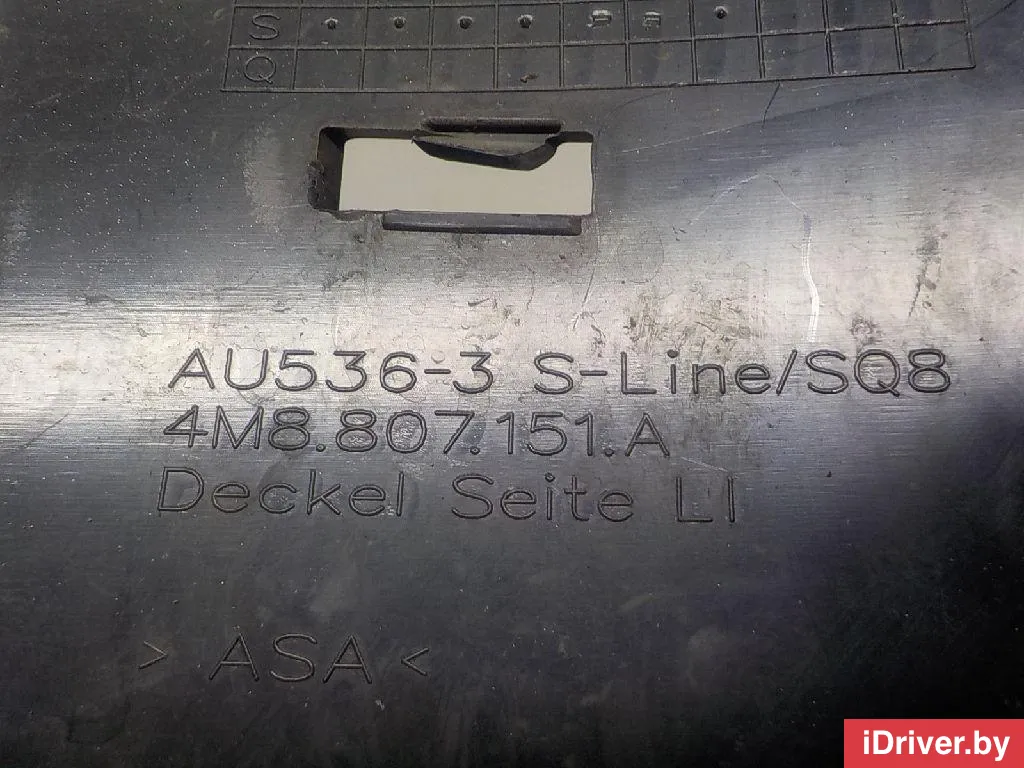 S
Q
AU536-3 S-Line/SQ8
4M8.807.151.A
Deckel Seite LI
> ASA <
iDriver.by